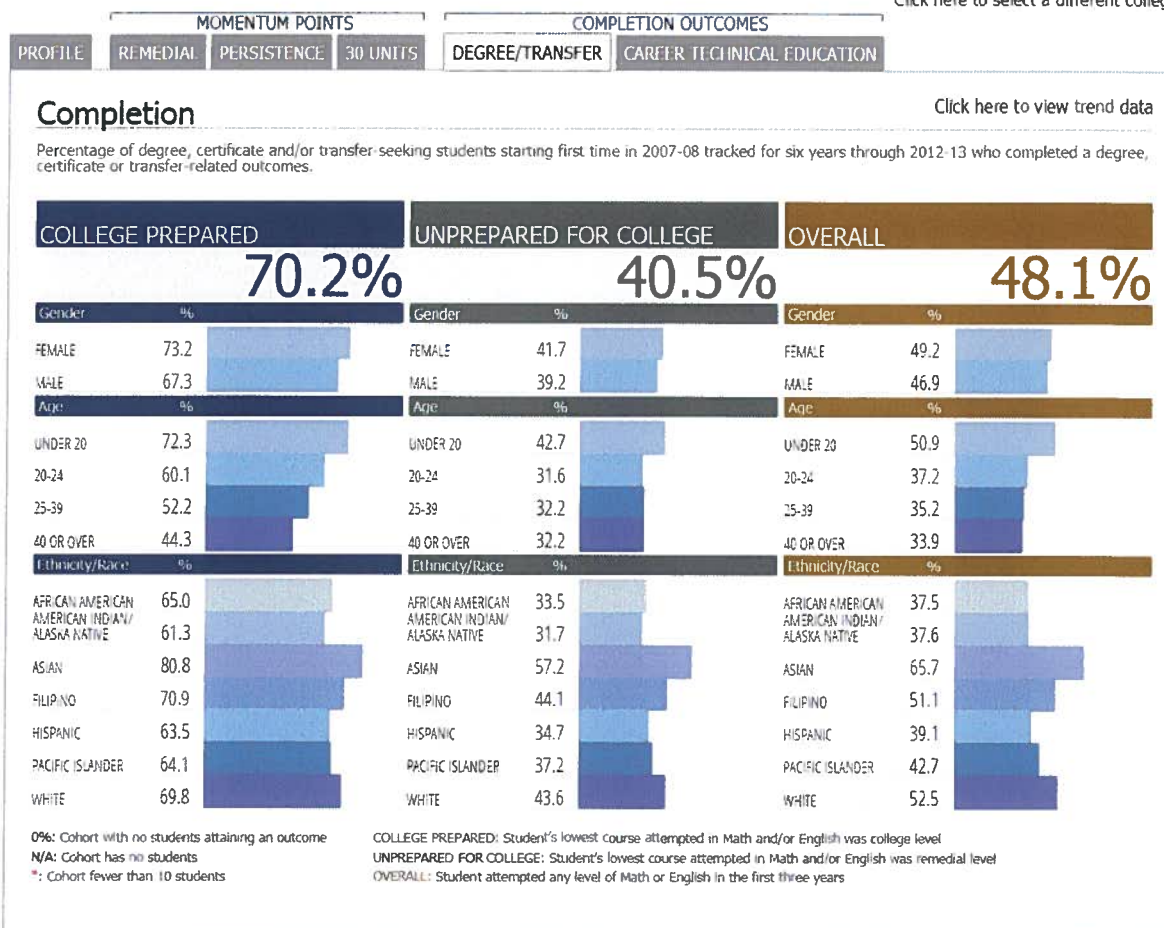 Click here to select a different colleg
MOMENTUM POINTS
COMPLETION OUTCOMES
PROFILE
REMEDIAL
PERSISTENCE
30 UNITS
DEGREE/TRANSFER
CAREER TECHNICAL EDUCATION
Completion
Click here to view trend data
Percentage of degree, certificate and/or transfer-seeking students starting first time in 2007-08 tracked for six years through 2012-13 who completed a degree,
certificate or transfer-related outcomes.
COLLEGE PREPARED
70.2%
Gender %
FEMALE 73.2
MALE 67.3
Age %
UNDER 20 72.3
20-24 60.1
25-39 52.2
40 OR OVER 44.3
Ethnicity/Race %
AFRICAN AMERICAN 65.0
AMERICAN INDIAN/
ALASKA NATIVE 61.3
ASIAN 80.8
FILIPINO 70.9
HISPANIC 63.5
PACIFIC ISLANDER 64.1
WHITE 69.8
UNPREPARED FOR COLLEGE
40.5%
Gender %
FEMALE 41.7
MALE 39.2
Age %
UNDER 20 42.7
20-24 31.6
25-39 32.2
40 OR OVER 32.2
Ethnicity/Race %
AFRICAN AMERICAN 33.5
AMERICAN INDIAN/
ALASKA NATIVE 31.7
ASIAN 57.2
FILIPINO 44.1
HISPANIC 34.7
PACIFIC ISLANDER 37.2
WHITE 43.6
OVERALL
48.1%
Gender %
FEMALE 49.2
MALE 46.9
Age %
UNDER 20 50.9
20-24 37.2
25-39 35.2
40 OR OVER 33.9
Ethnicity/Race %
AFRICAN AMERICAN 37.5
AMERICAN INDIAN/
ALASKA NATIVE 37.6
ASIAN 65.7
FILIPINO 51.1
HISPANIC 39.1
PACIFIC ISLANDER 42.7
WHITE 52.5
0%: Cohort with no students attaining an outcome
N/A: Cohort has no students
*: Cohort fewer than 10 students
COLLEGE PREPARED: Student's lowest course attempted in Math and/or English was college level
UNPREPARED FOR COLLEGE: Student's lowest course attempted in Math and/or English was remedial level
OVERALL: Student attempted any level of Math or English in the first three years